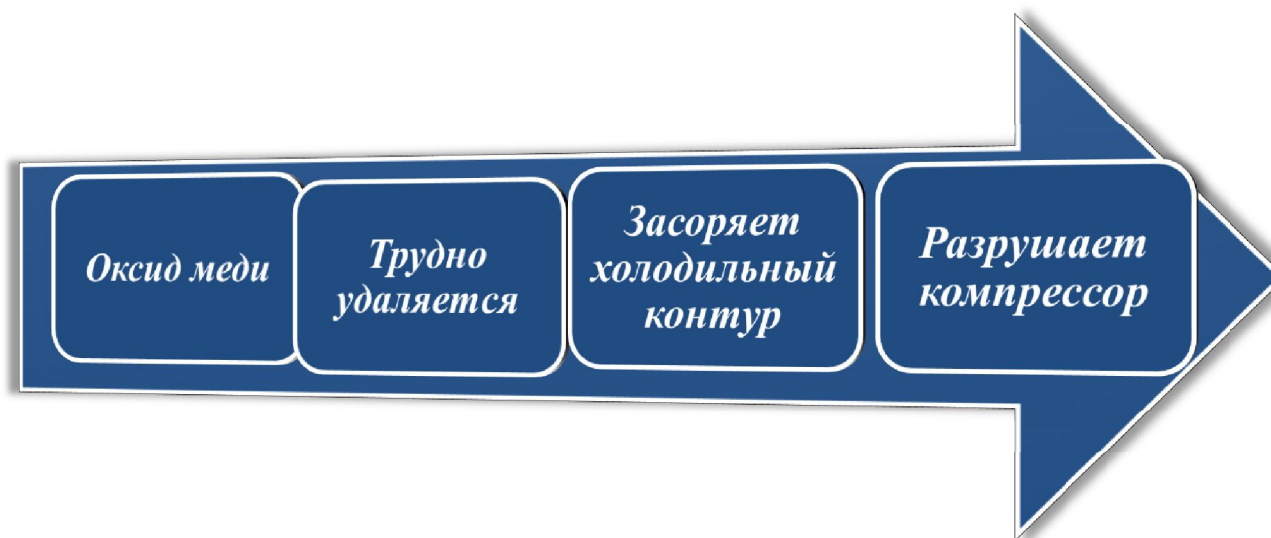 Оксид меди
Трудно
удаляется
Засоряет
холодильный
контур
Разрушает
компрессор